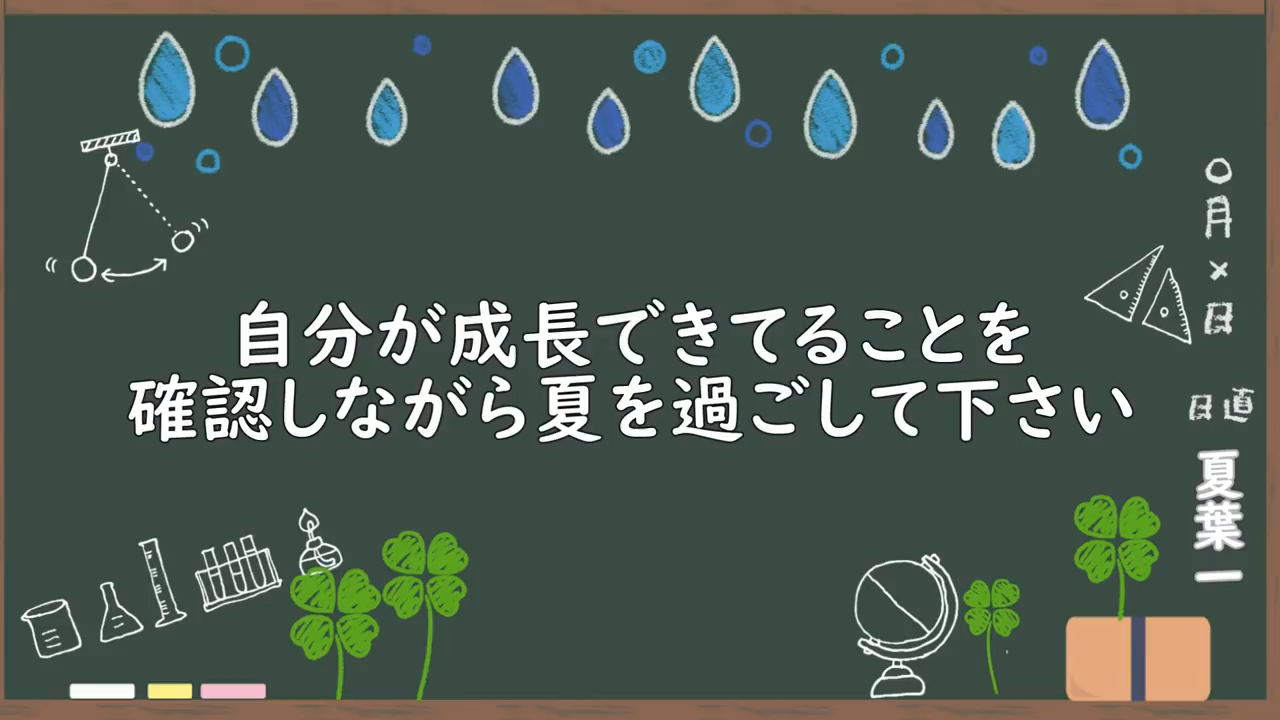 自分が成長できてることを
確認しながら夏を過ごして下さい
〇月×日
日直
夏葉一